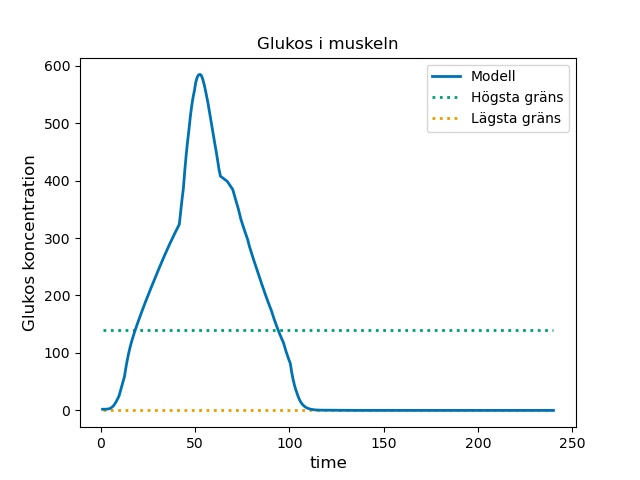 Glukos i muskeln
Modell
Högsta gräns
Lägsta gräns
Glukos koncentration
600
500
400
300
200
100
0
0 50 100 150 200 250
time